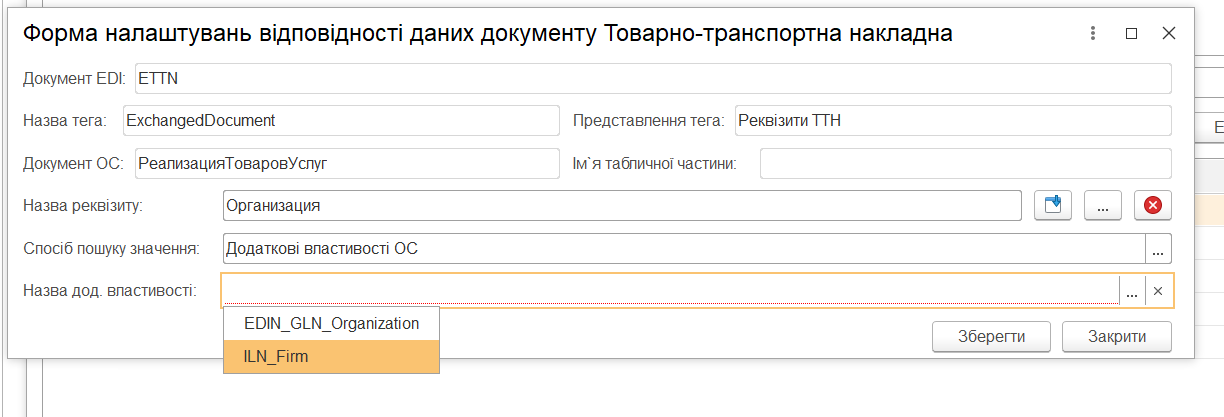 Форма налаштувань відповідності даних документу Товарно-транспортна накладна
Документ EDI: ETTN
Назва тега: ExchangedDocument Представлення тега: Реквізити ТТН
Документ ОС: РеализацияТоваровУслуг Ім`я табличної частини:
Назва реквізиту: Организация ...
Спосіб пошуку значення: Додаткові властивості ОС ...
Назва дод. властивості: ... ×
EDIN_GLN_Organization
ILN_Firm
Зберегти Закрити